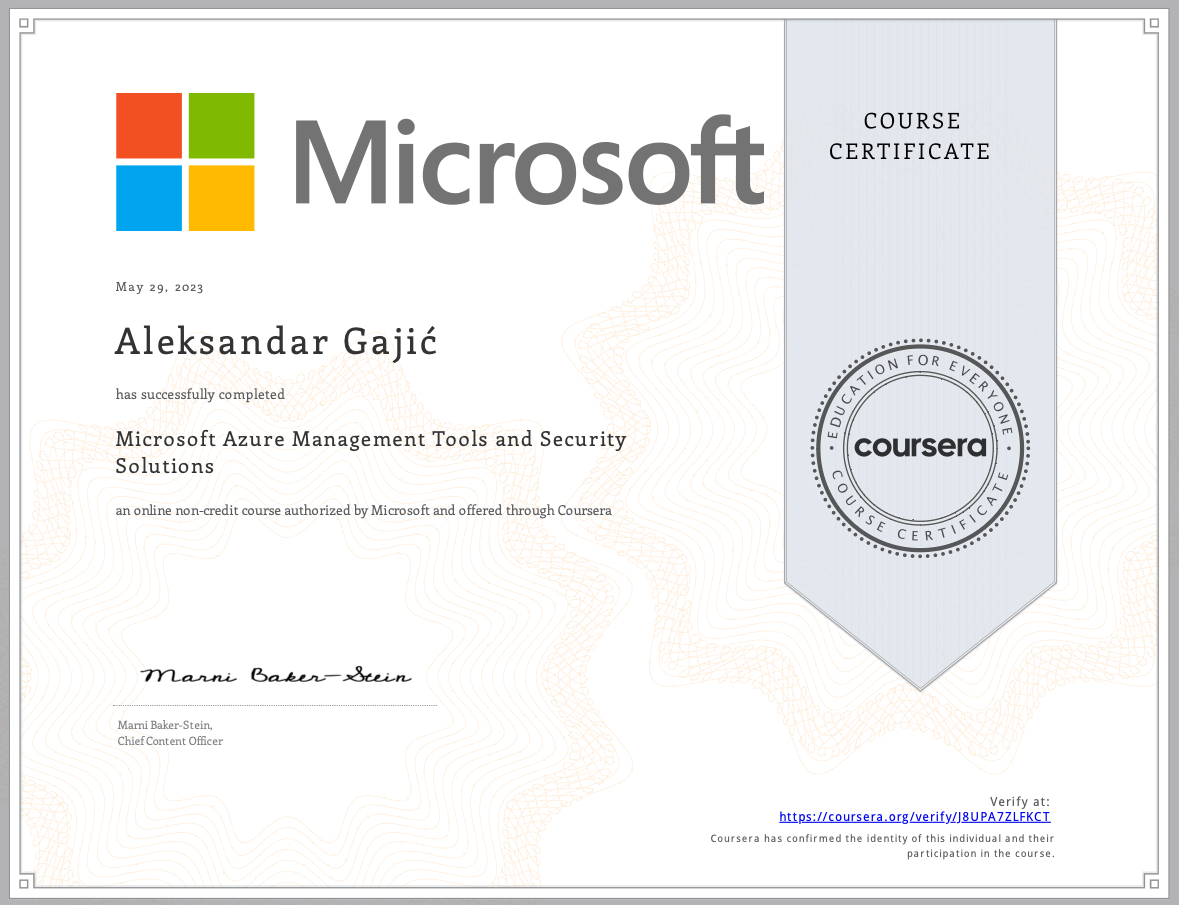 Microsoft
COURSE
CERTIFICATE
May 29, 2023
Aleksandar Gajić
has successfully completed
Microsoft Azure Management Tools and Security
Solutions
an online non-credit course authorized by Microsoft and offered through Coursera
EDUCATION FOR EVERYONE
coursera
COURSE CERTIFICATE
Marni Baker-Stein
Marni Baker-Stein,
Chief Content Officer
Verify at:
https://coursera.org/verify/J8UPA7ZLFKCT
Coursera has confirmed the identity of this individual and their
participation in the course.